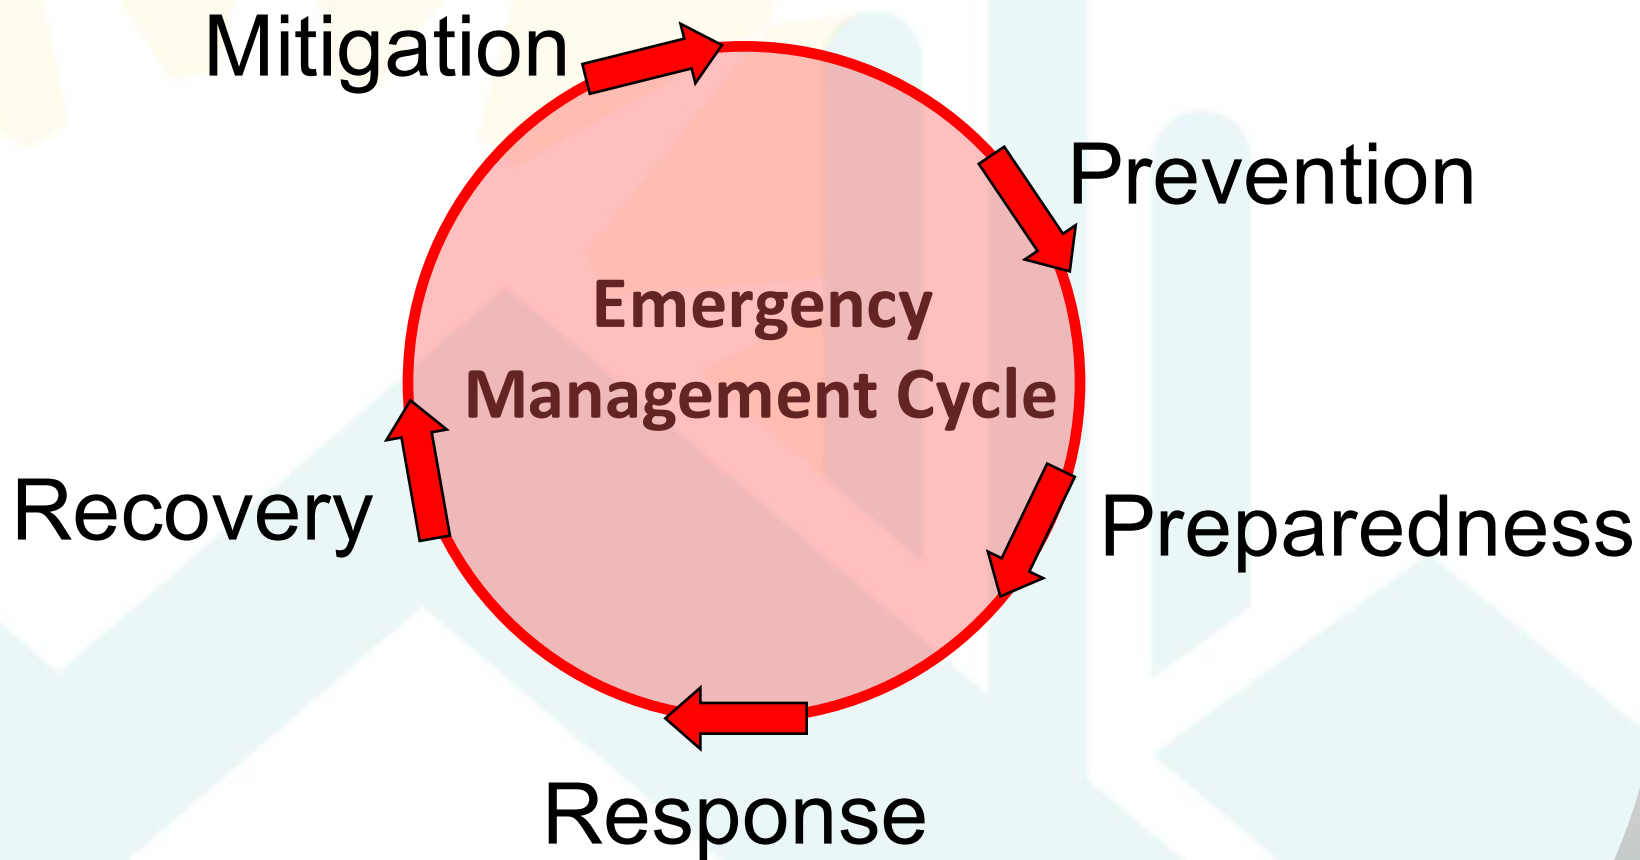 Mitigation
Prevention
Emergency
Management Cycle
Recovery
Preparedness
Response